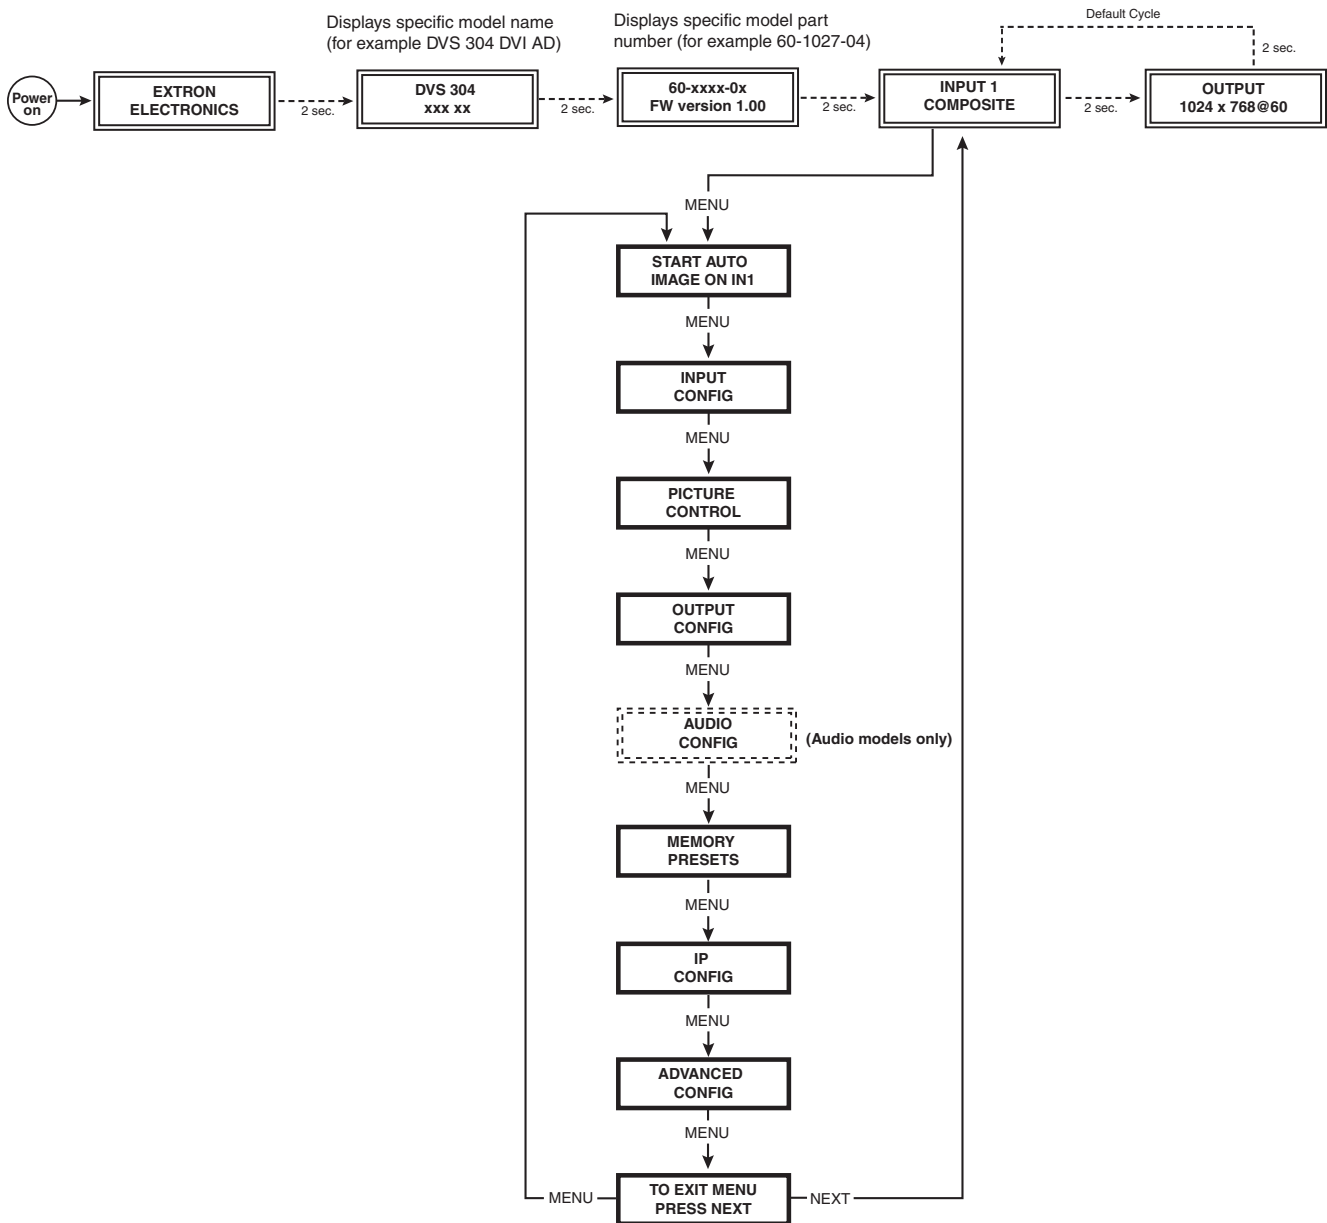 Displays specific model name
(for example DVS 304 DVI AD)
Displays specific model part
number (for example 60-1027-04)
Default Cycle
2 sec.
Power
on
EXTRON
ELECTRONICS
2 sec.
DVS 304
xxx xx
2 sec.
60-xxxx-0x
FW version 1.00
2 sec.
INPUT 1
COMPOSITE
2 sec.
OUTPUT
1024 x 768@60
MENU
START AUTO
IMAGE ON IN1
MENU
INPUT
CONFIG
MENU
PICTURE
CONTROL
MENU
OUTPUT
CONFIG
MENU
AUDIO
CONFIG
(Audio models only)
MENU
MEMORY
PRESETS
MENU
IP
CONFIG
MENU
ADVANCED
CONFIG
MENU
MENU
TO EXIT MENU
PRESS NEXT
NEXT